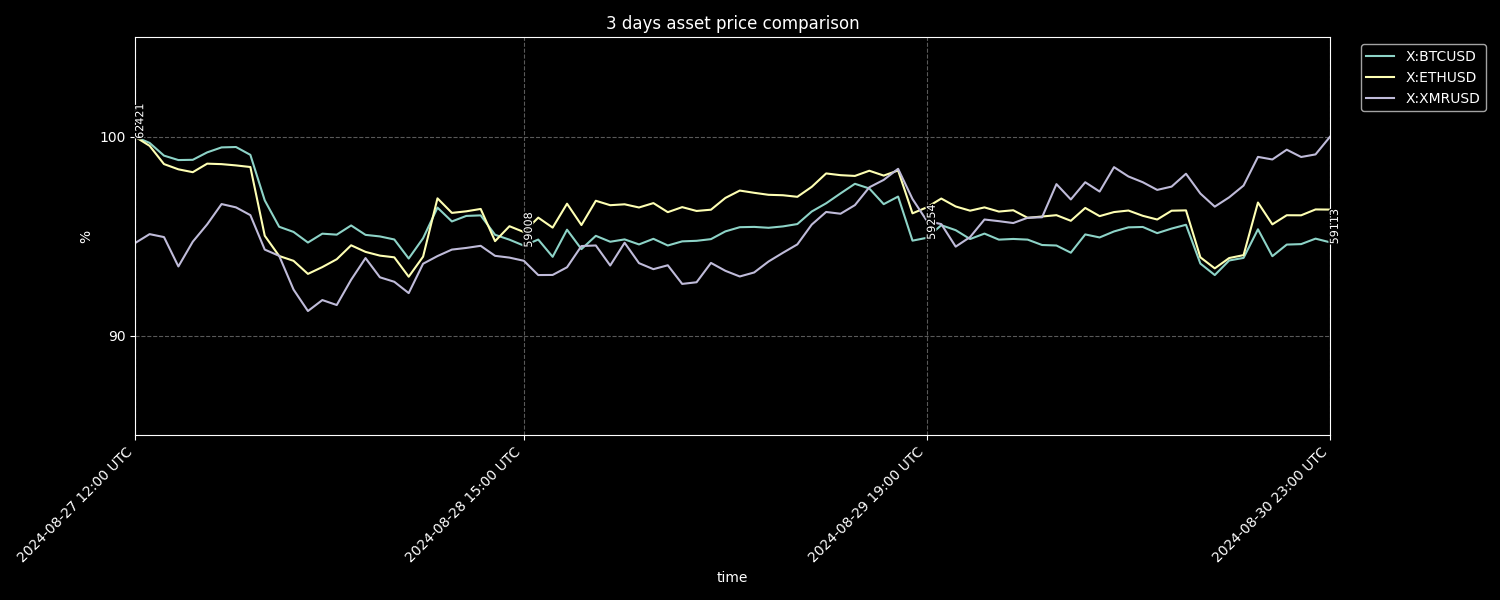 3 days asset price comparison
X:BTCUSD
X:ETHUSD
X:XMRUSD
62421
100
59008
59254
59113
%
90
2024-08-27 12:00 UTC
2024-08-28 15:00 UTC
2024-08-29 19:00 UTC
2024-08-30 23:00 UTC
time